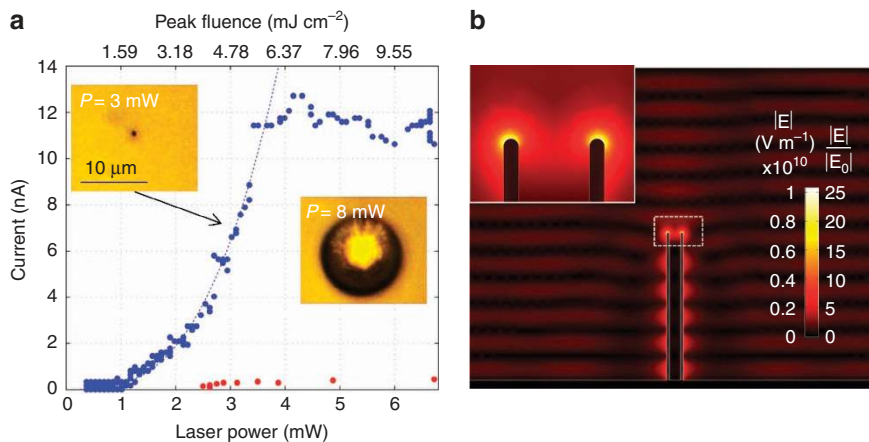 a
Peak fluence (mJ cm⁻²)
1.59 3.18 4.78 6.37 7.96 9.55
14
12
10
8
6
4
2
0
Current (nA)
P = 3 mW
10 μm
P = 8 mW
0 1 2 3 4 5 6
Laser power (mW)
b
|E|
(V m⁻¹)
x10¹⁰
|E|
|E₀|
1 25
0.8 20
0.6 15
0.4 10
0.2 5
0 0